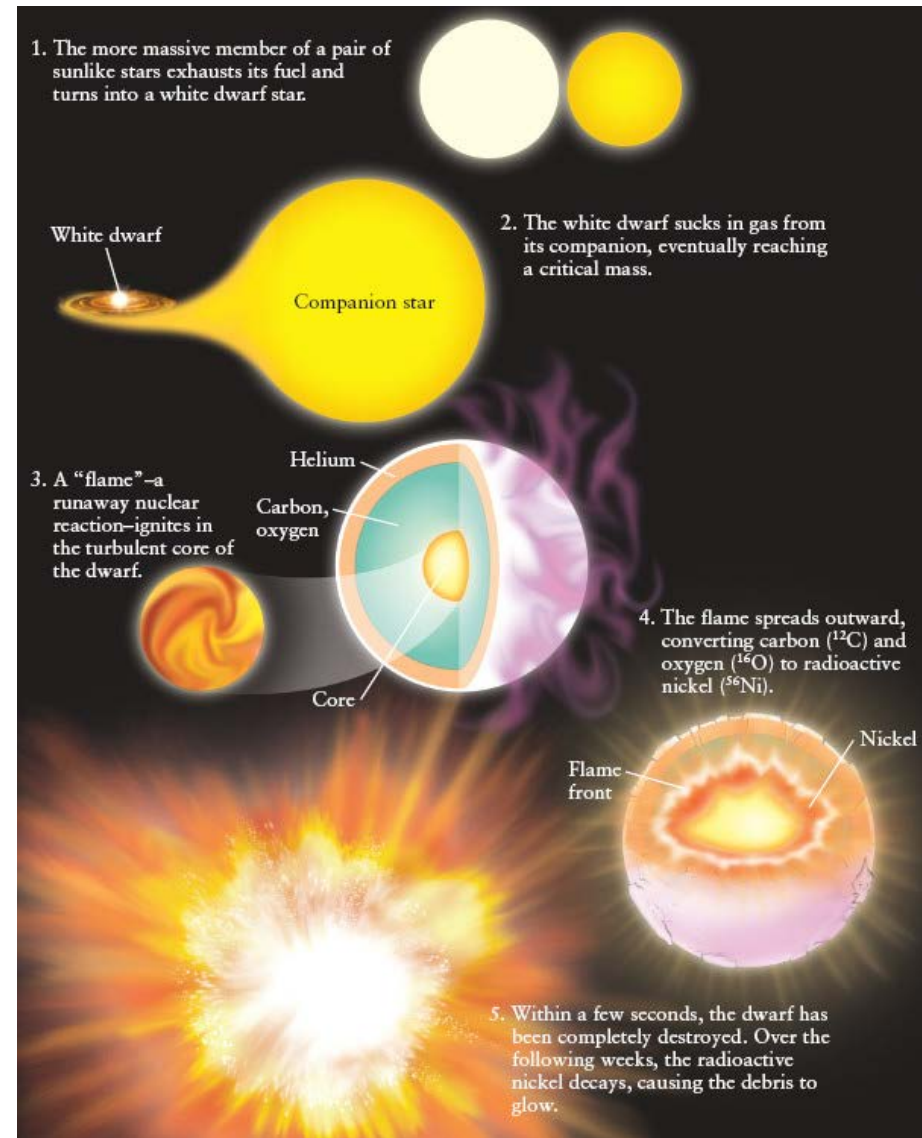 1. The more massive member of a pair of
sunlike stars exhausts its fuel and
turns into a white dwarf star.
White dwarf
Companion star
2. The white dwarf sucks in gas from
its companion, eventually reaching
a critical mass.
3. A “flame”–a
runaway nuclear
reaction–ignites in
the turbulent core of
the dwarf.
Helium
Carbon,
oxygen
Core
4. The flame spreads outward,
converting carbon (¹²C) and
oxygen (¹⁶O) to radioactive
nickel (⁵⁶Ni).
Flame
front
Nickel
5. Within a few seconds, the dwarf has
been completely destroyed. Over the
following weeks, the radioactive
nickel decays, causing the debris to
glow.